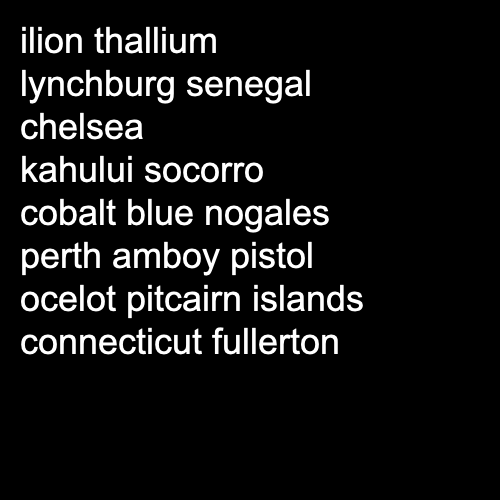 ilion thallium
lynchburg senegal
chelsea
kahului socorro
cobalt blue nogales
perth amboy pistol
ocelot pitcairn islands
connecticut fullerton